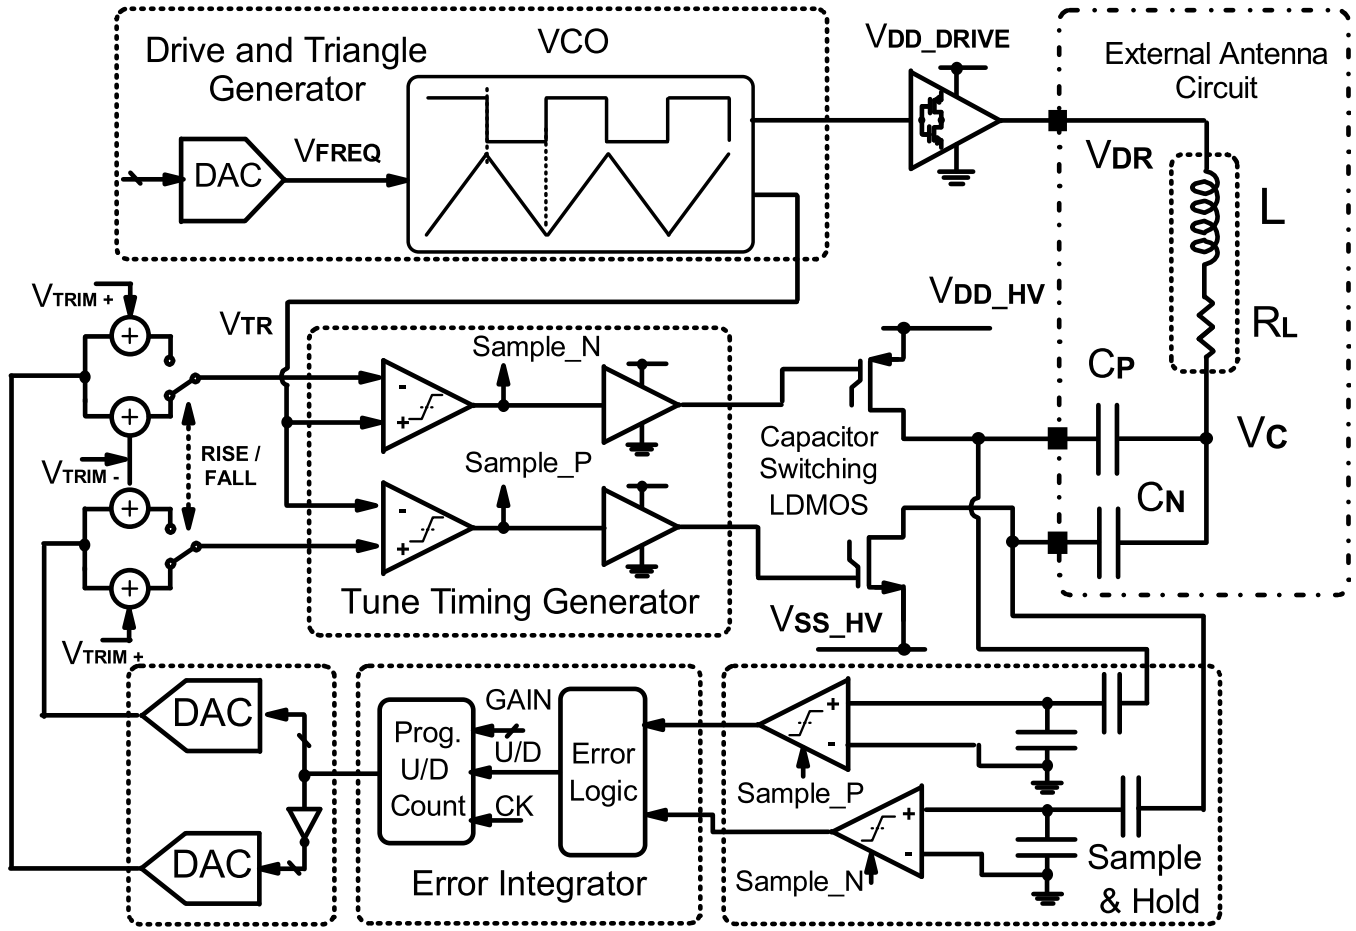 Drive and Triangle
Generator
VCO
VDD_DRIVE
External Antenna
Circuit
DAC
VFREQ
VDR
L
RL
VTRIM +
+
VTR
Sample_N
VDD_HV
CP
VC
-
+
+
RISE /
FALL
VTRIM -
Capacitor
Switching
LDMOS
Sample_P
CN
+
-
+
+
Tune Timing Generator
VSS_HV
VTRIM +
DAC
GAIN
Prog.
U/D
Count
U/D
CK
Error
Logic
+
-
Sample_P
DAC
+
-
Sample_N
Error Integrator
Sample
& Hold